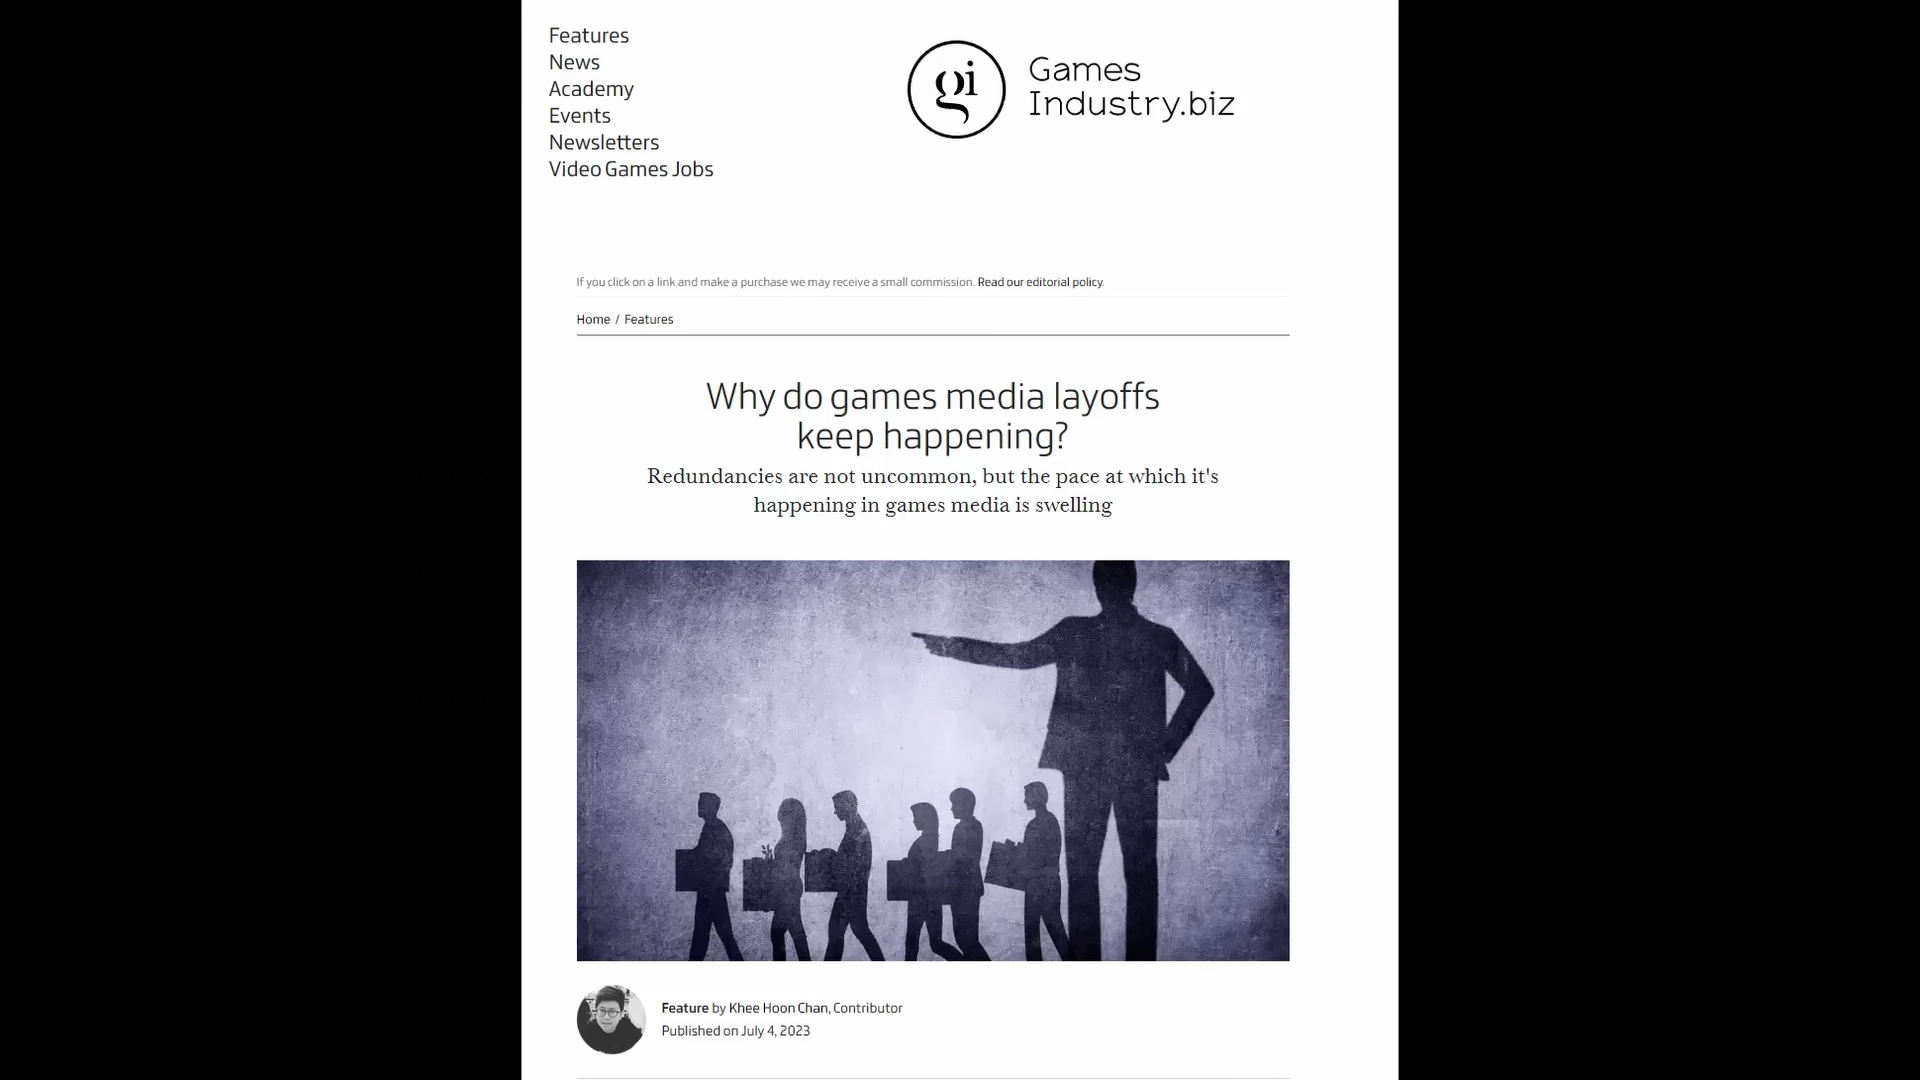 Features
News
Academy
Events
Newsletters
Video Games Jobs
gi
Games
Industry.biz
If you click on a link and make a purchase we may receive a small commission. Read our editorial policy.
Home / Features
Why do games media layoffs
keep happening?
Redundancies are not uncommon, but the pace at which it's
happening in games media is swelling
Feature by Khee Hoon Chan, Contributor
Published on July 4, 2023